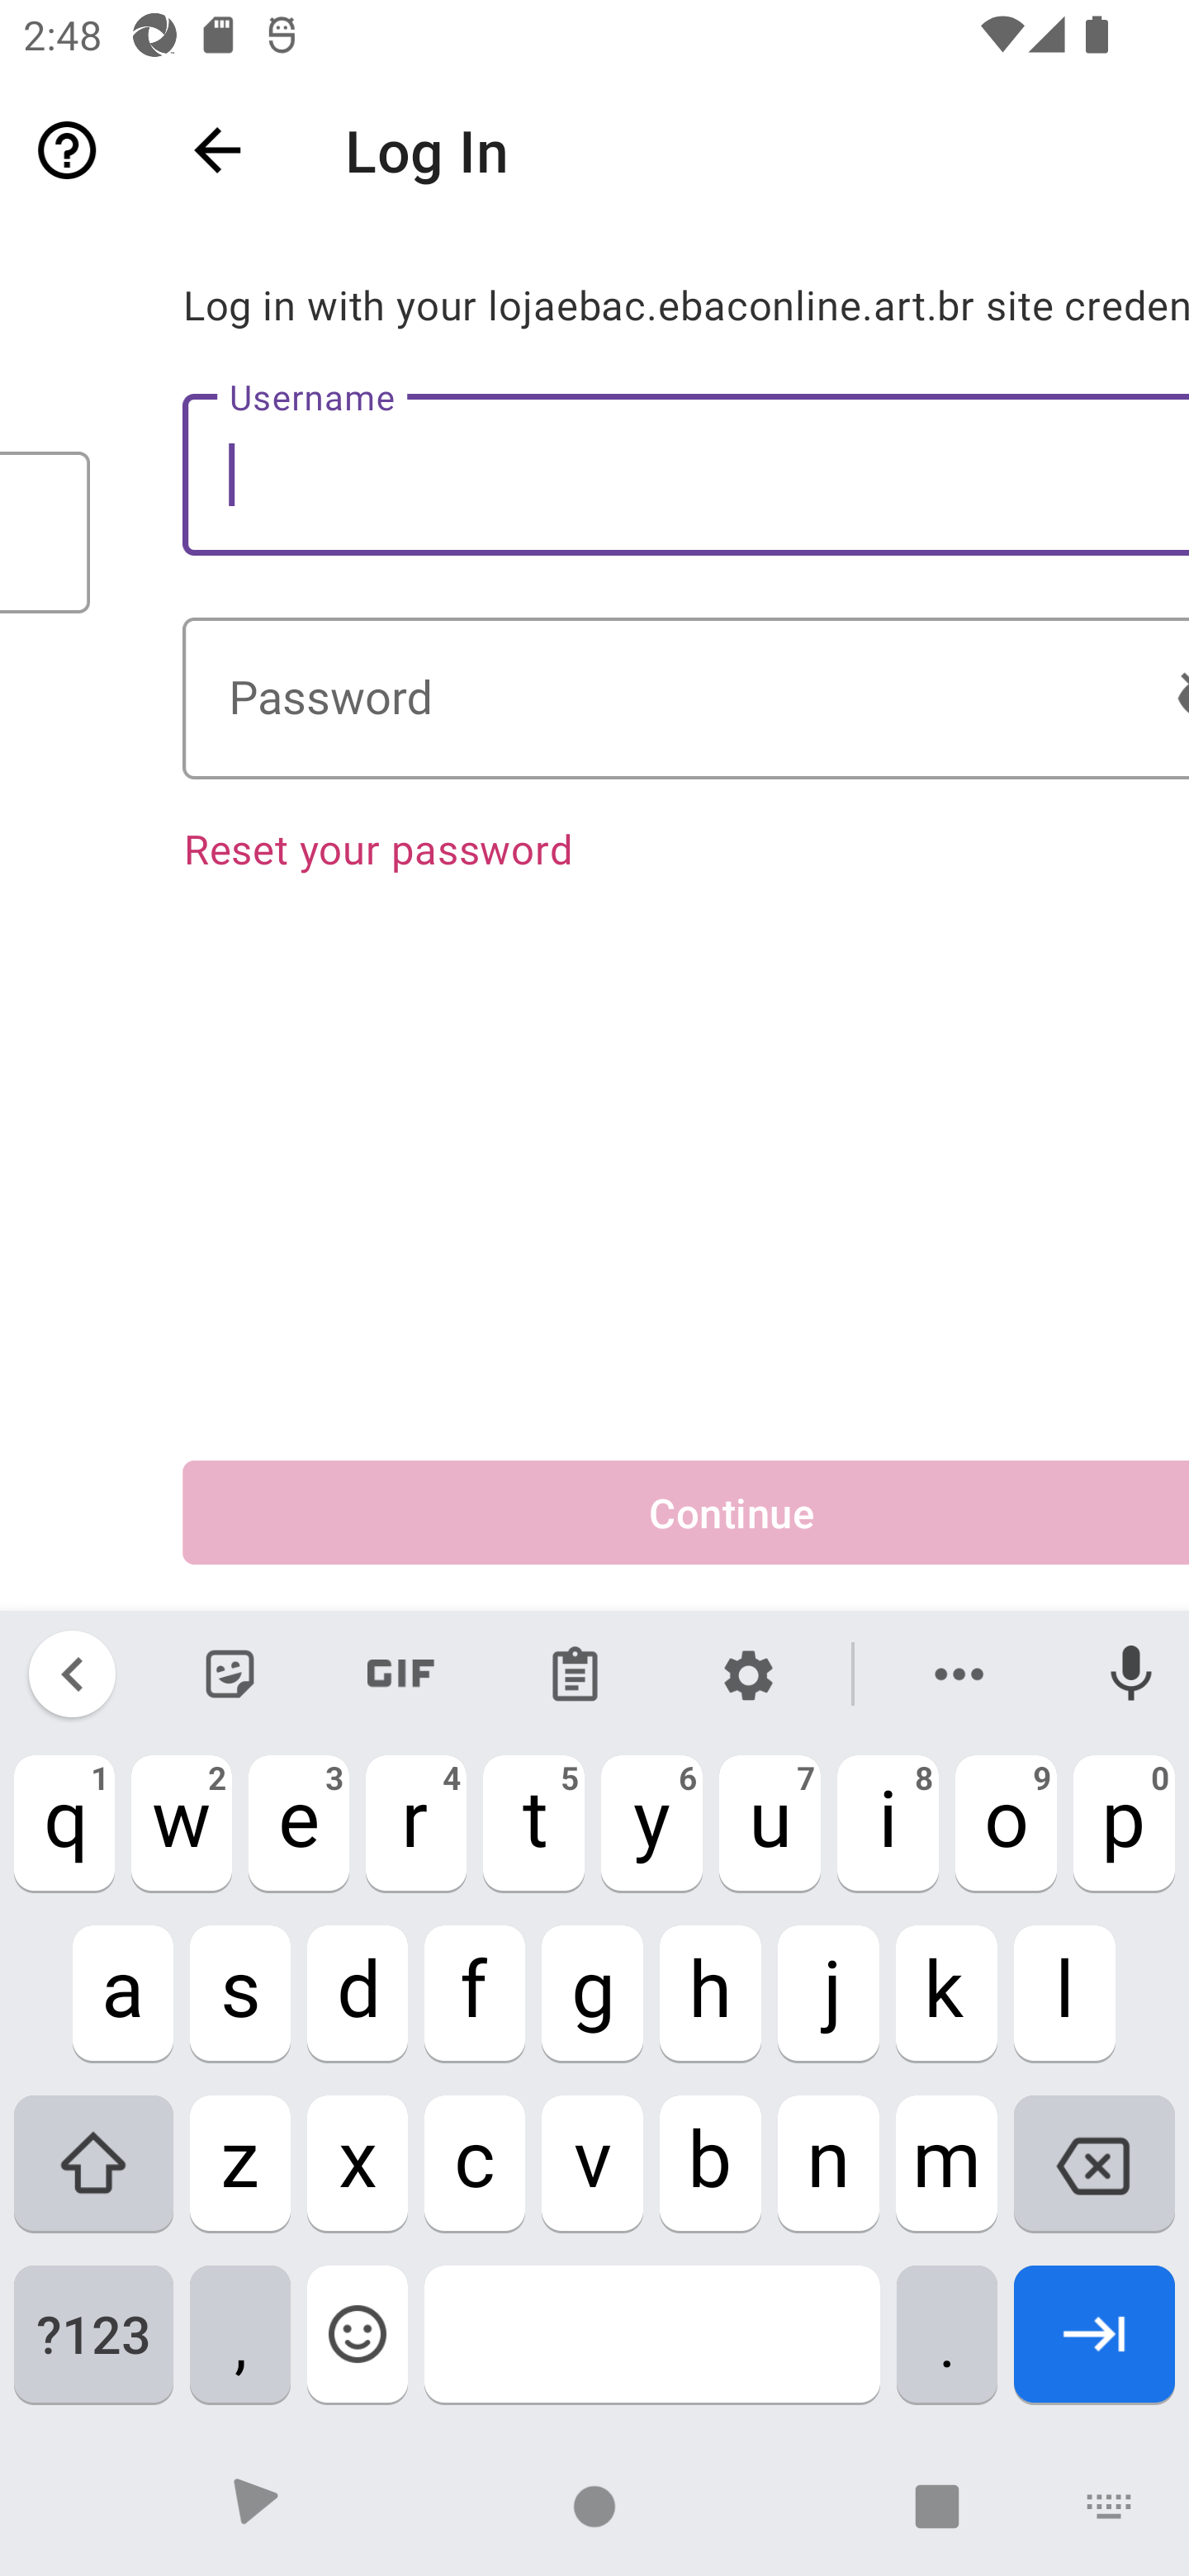 2:48
Log In
Log in with your lojaebac.ebaconline.art.br site creden
Username
Password
Reset your password
Continue
GIF
1 2 3 4 5 6 7 8 9 0
q w e r t y u i o p
a s d f g h j k l
z x c v b n m
?123 , .